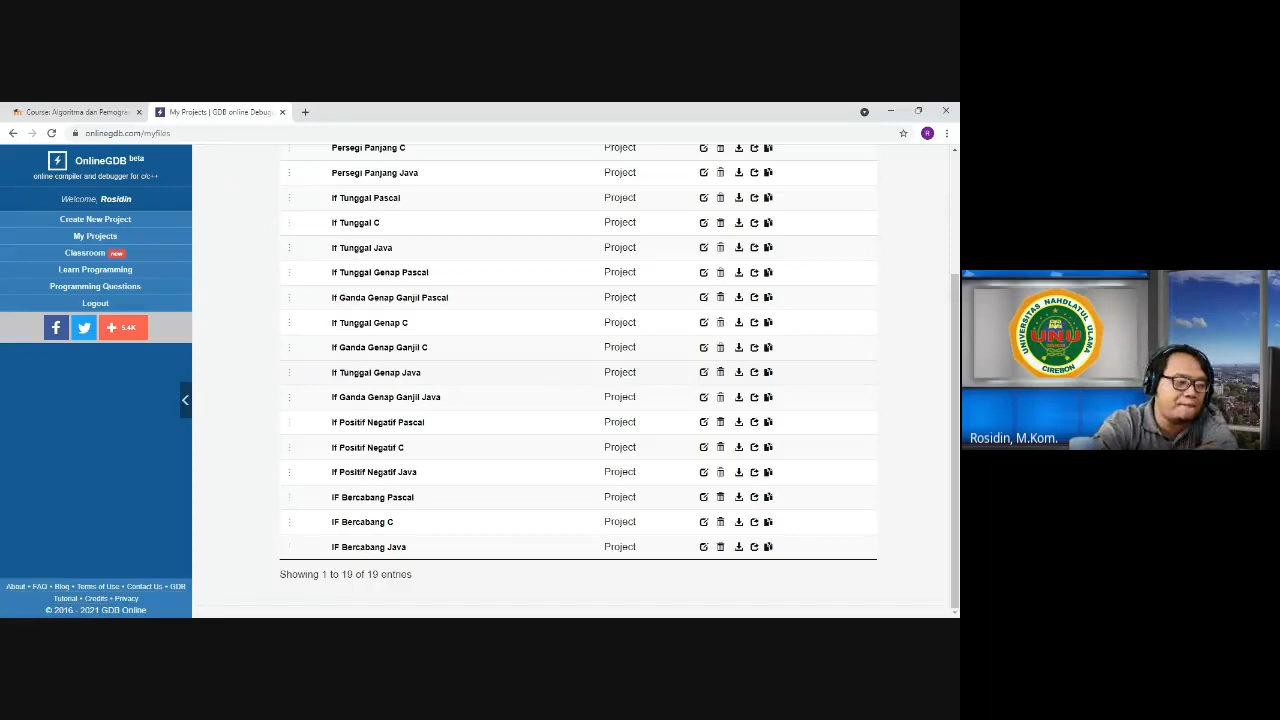 Course: Algoritma dan Pemogra
My Projects | GDB online Debug
onlinegdb.com/myfiles
R
OnlineGDB beta
online compiler and debugger for c/c++
Welcome, Rosidin
Create New Project
My Projects
Classroom new
Learn Programming
Programming Questions
Logout
5.4K
Persegi Panjang C Project
Persegi Panjang Java Project
If Tunggal Pascal Project
If Tunggal C Project
If Tunggal Java Project
If Tunggal Genap Pascal Project
If Ganda Genap Ganjil Pascal Project
If Tunggal Genap C Project
If Ganda Genap Ganjil C Project
If Tunggal Genap Java Project
If Ganda Genap Ganjil Java Project
If Positif Negatif Pascal Project
If Positif Negatif C Project
If Positif Negatif Java Project
IF Bercabang Pascal Project
IF Bercabang C Project
IF Bercabang Java Project
Showing 1 to 19 of 19 entries
About • FAQ • Blog • Terms of Use • Contact Us • GDB
Tutorial • Credits • Privacy
© 2016 - 2021 GDB Online
UNIVERSITAS NAHDLATUL ULAMA
UNU
CIREBON
Rosidin, M.Kom.